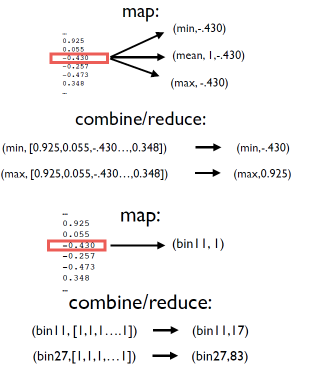 map:
…
0.925
0.055
-0.430
-0.257
-0.473
0.348
…
(min,-.430)
(mean, 1,-.430)
(max, -.430)
combine/reduce:
(min, [0.925,0.055,-.430…,0.348]) (min,-.430)
(max, [0.925,0.055,-.430…,0.348]) (max,0.925)
map:
…
0.925
0.055
-0.430
-0.257
-0.473
0.348
…
(bin11, 1)
combine/reduce:
(bin11, [1,1,1….1]) (bin11,17)
(bin27,[1,1,1,…1]) (bin27,83)